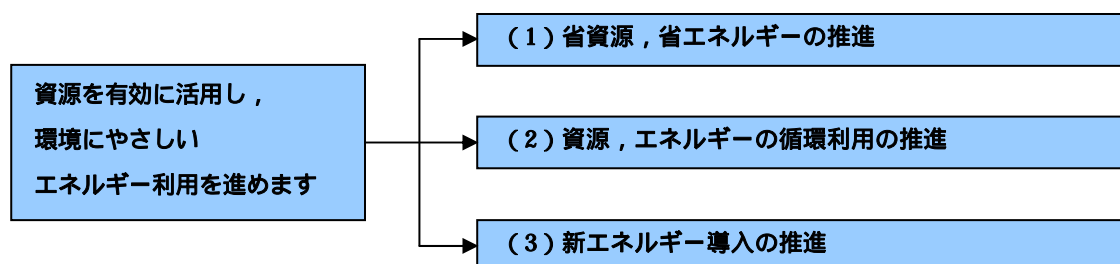 資源を有効に活用し，
環境にやさしい
エネルギー利用を進めます
（１）省資源，省エネルギーの推進
（２）資源，エネルギーの循環利用の推進
（３）新エネルギー導入の推進